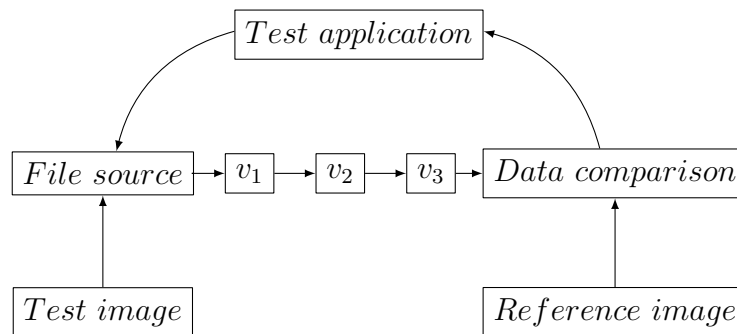 Test application
File source v₁ v₂ v₃ Data comparison
Test image Reference image